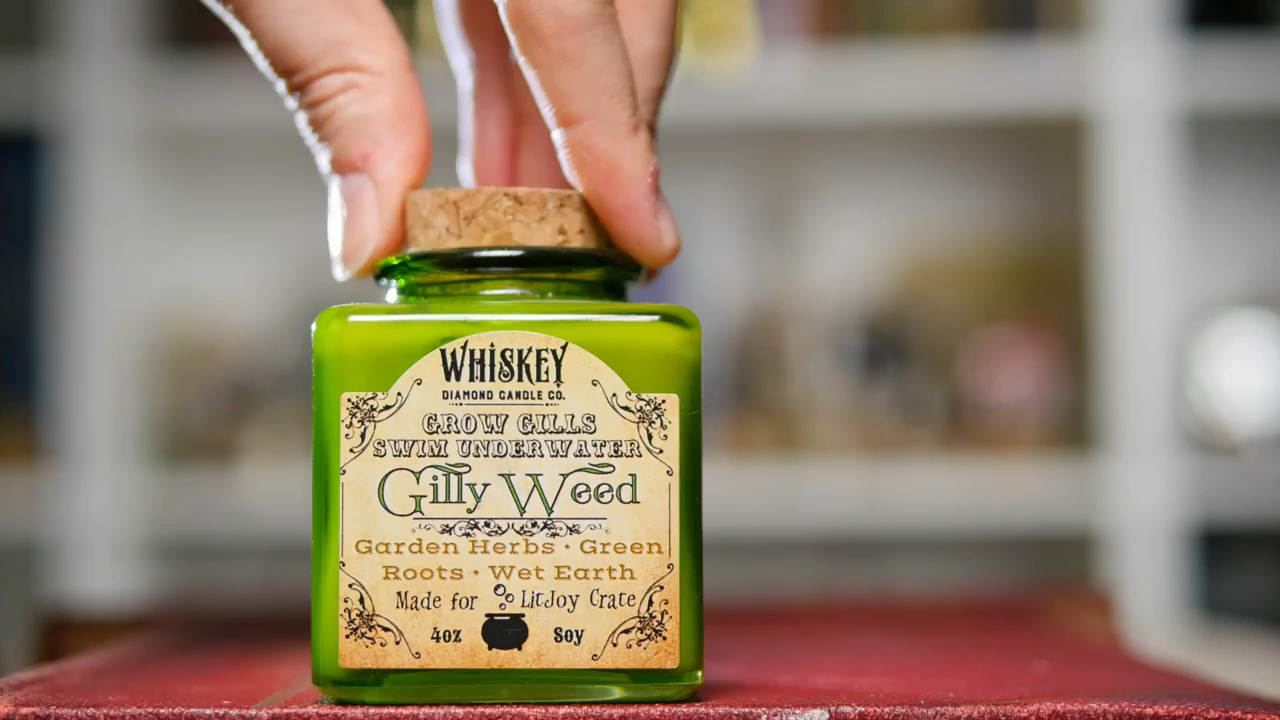 WHISKEY
DIAMOND CANDLE CO.
GROW GILLS
SWIM UNDERWATER
Gilly Weed
Garden Herbs · Green
Roots · Wet Earth
Made for LitJoy Crate
4oz Soy